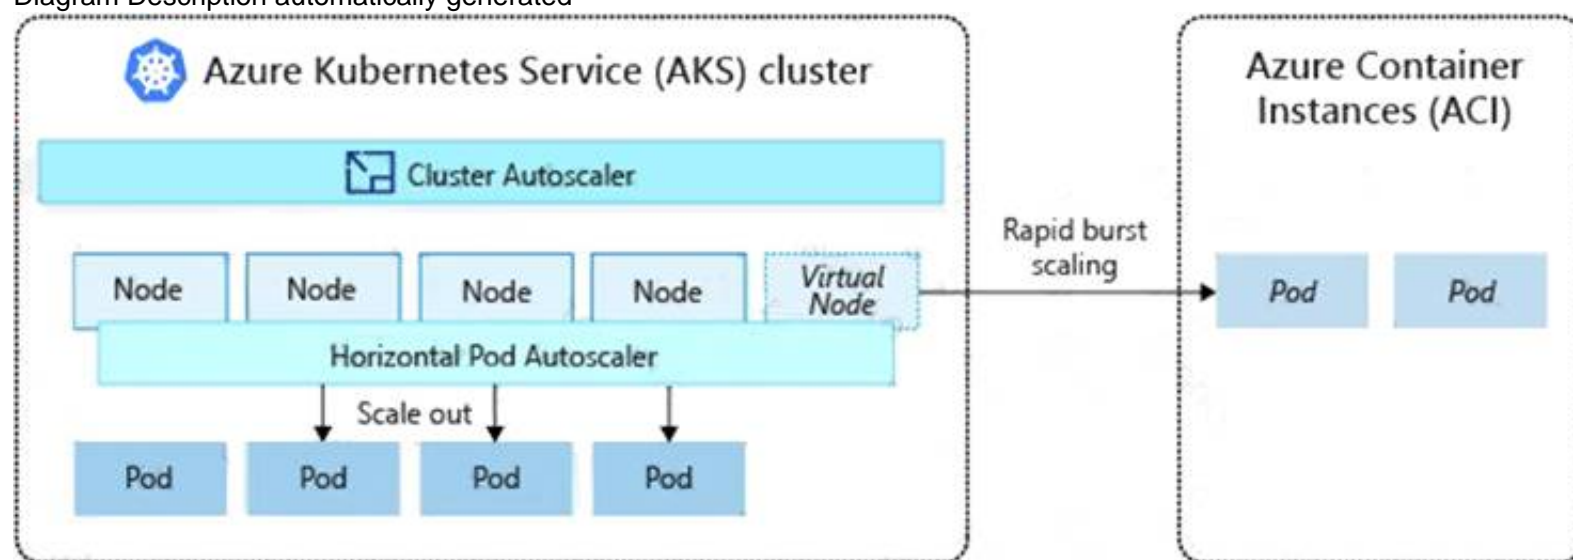 Diagram Description automatically generated
Azure Kubernetes Service (AKS) cluster
Cluster Autoscaler
Node
Node
Node
Node
Virtual
Node
Horizontal Pod Autoscaler
Scale out
Pod
Pod
Pod
Pod
Rapid burst
scaling
Azure Container
Instances (ACI)
Pod
Pod